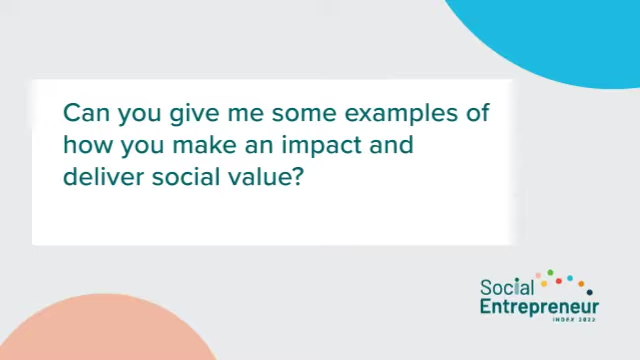 Can you give me some examples of
how you make an impact and
deliver social value?
Social
Entrepreneur
INDEX 2022